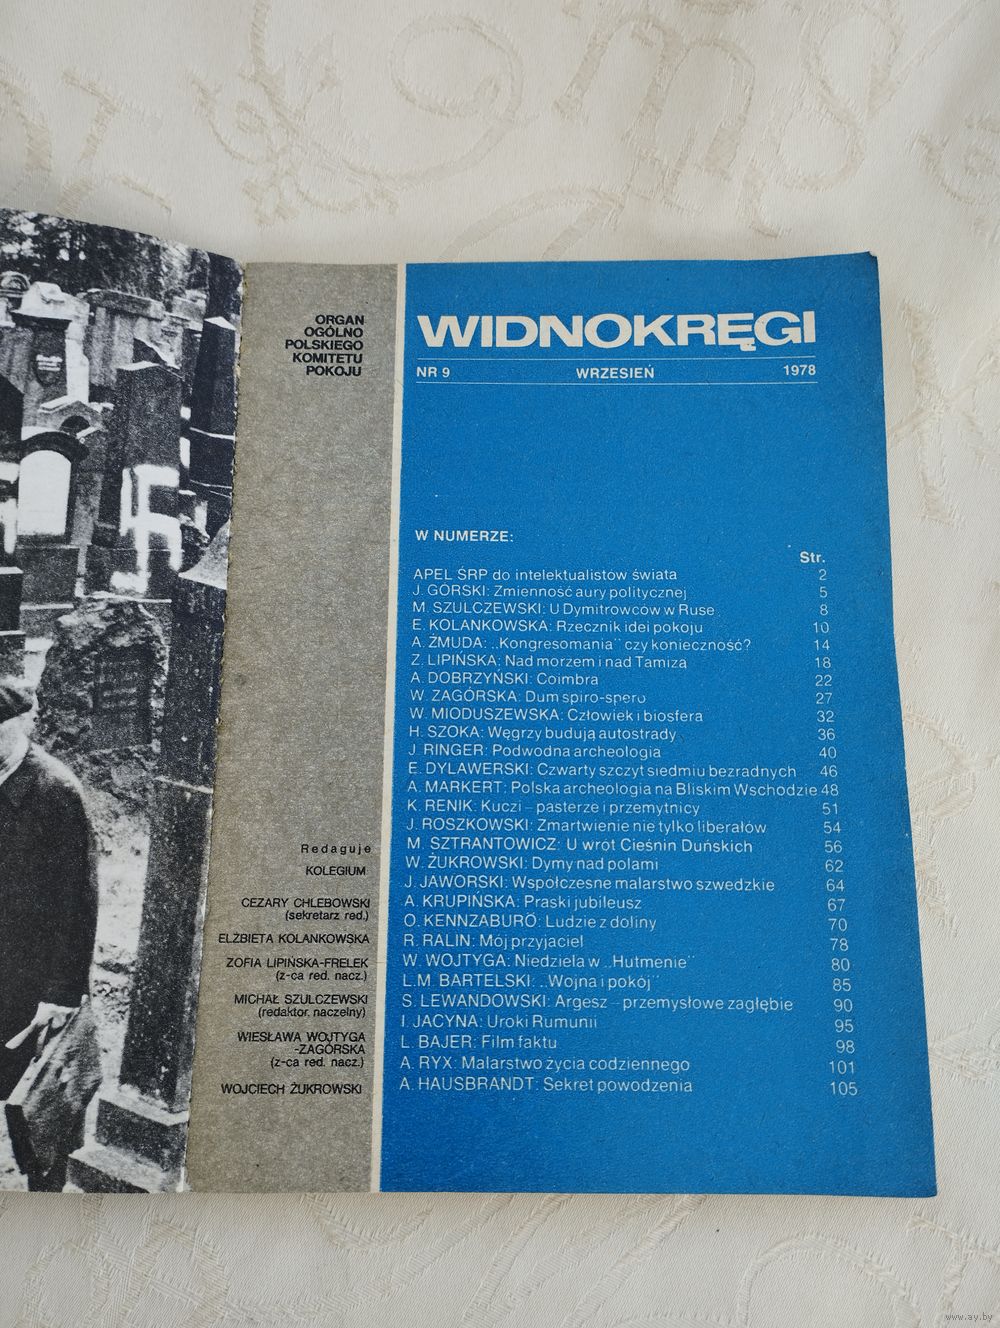 ORGAN
OGÓLNO
POLSKIEGO
KOMITETU
POKOJU
Redaguje
KOLEGIUM
CEZARY CHLEBOWSKI
(sekretarz red.)
ELŻBIETA KOLANKOWSKA
ZOFIA LIPIŃSKA-FRELEK
(z-ca red. nacz.)
MICHAŁ SZULCZEWSKI
(redaktor naczelny)
WIESŁAWA WOJTYGA
-ZAGÓRSKA
(z-ca red. nacz.)
WOJCIECH ŻUKROWSKI
WIDNOKRĘGI
NR 9 WRZESIEŃ 1978
W NUMERZE:
Str.
APEL ŚRP do intelektualistów świata 2
J. GÓRSKI: Zmienność aury politycznej 5
M. SZULCZEWSKI: U Dymitrowców w Ruse 8
E. KOLANKOWSKA: Rzecznik idei pokoju 10
A. ŻMUDA: „Kongresomania" czy konieczność? 14
Z. LIPIŃSKA: Nad morzem i nad Tamiza 18
A. DOBRZYŃSKI: Coimbra 22
W. ZAGÓRSKA: Dum spiro-spero 27
W. MIODUSZEWSKA: Człowiek i biosfera 32
H. SZOKA: Węgrzy budują autostrady 36
J. RINGER: Podwodna archeologia 40
E. DYLAWERSKI: Czwarty szczyt siedmiu bezradnych 46
A. MARKERT: Polska archeologia na Bliskim Wschodzie 48
K. RENIK: Kuczi – pasterze i przemytnicy 51
J. ROSZKOWSKI: Zmartwienie nie tylko liberałów 54
M. SZTRANTOWICZ: U wrót Cieśnin Duńskich 56
W. ŻUKROWSKI: Dymy nad polami 62
J. JAWORSKI: Współczesne malarstwo szwedzkie 64
A. KRUPIŃSKA: Praski jubileusz 67
O. KENNZABURÓ: Ludzie z doliny 70
R. RALIN: Mój przyjaciel 78
W. WOJTYGA: Niedziela w „Hutmenie" 80
L.M. BARTELSKI: „Wojna i pokój" 85
S. LEWANDOWSKI: Argesz – przemysłowe zagłębie 90
I. JACYNA: Uroki Rumunii 95
L. BAJER: Film faktu 98
A. RYX: Malarstwo życia codziennego 101
A. HAUSBRANDT: Sekret powodzenia 105
www.ay.by